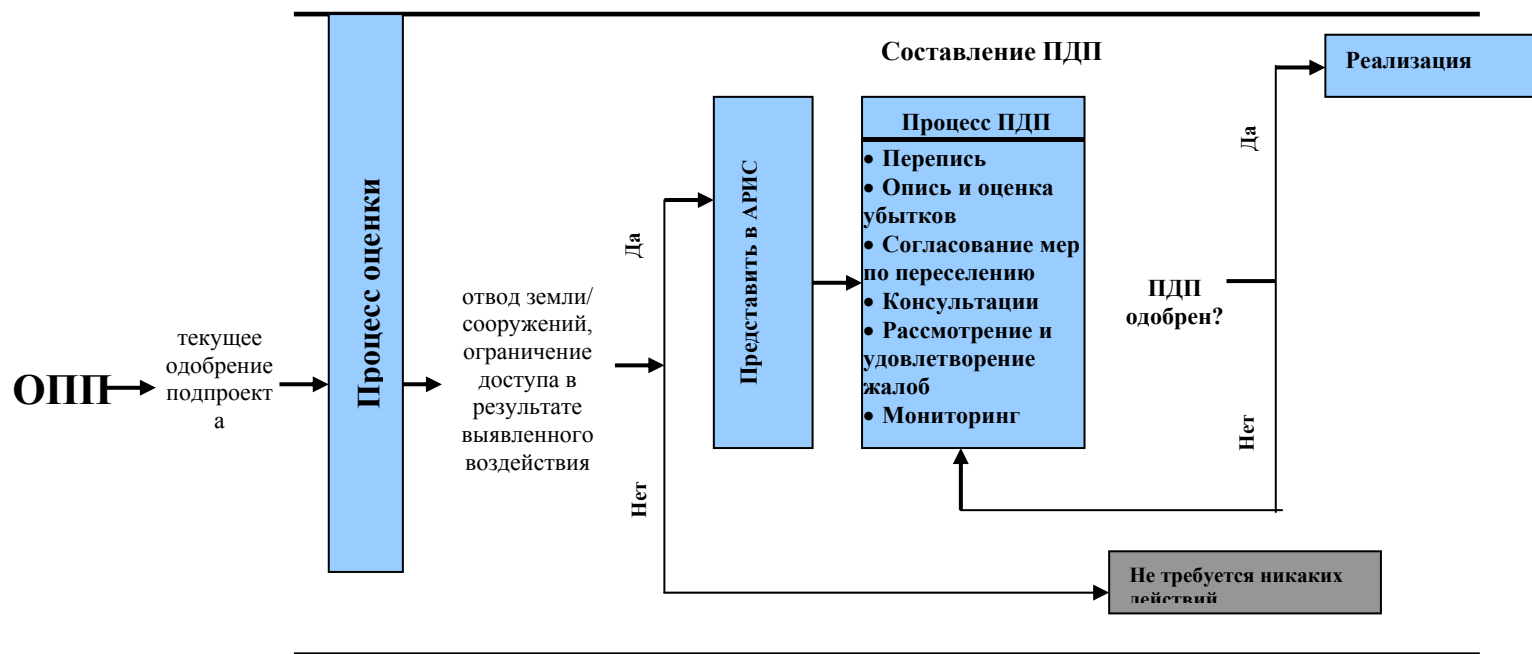 ОПП
текущее
одобрение
подпроект
а
Процесс оценки
отвод земли/
сооружений,
ограничение
доступа в
результате
выявленного
воздействия
Да
Нет
Представить в АРИС
Составление ПДП
Процесс ПДП
• Перепись
• Опись и оценка
убытков
• Согласование мер
по переселению
• Консультации
• Рассмотрение и
удовлетворение
жалоб
• Мониторинг
ПДП
одобрен?
Да
Нет
Реализация
Не требуется никаких
действий